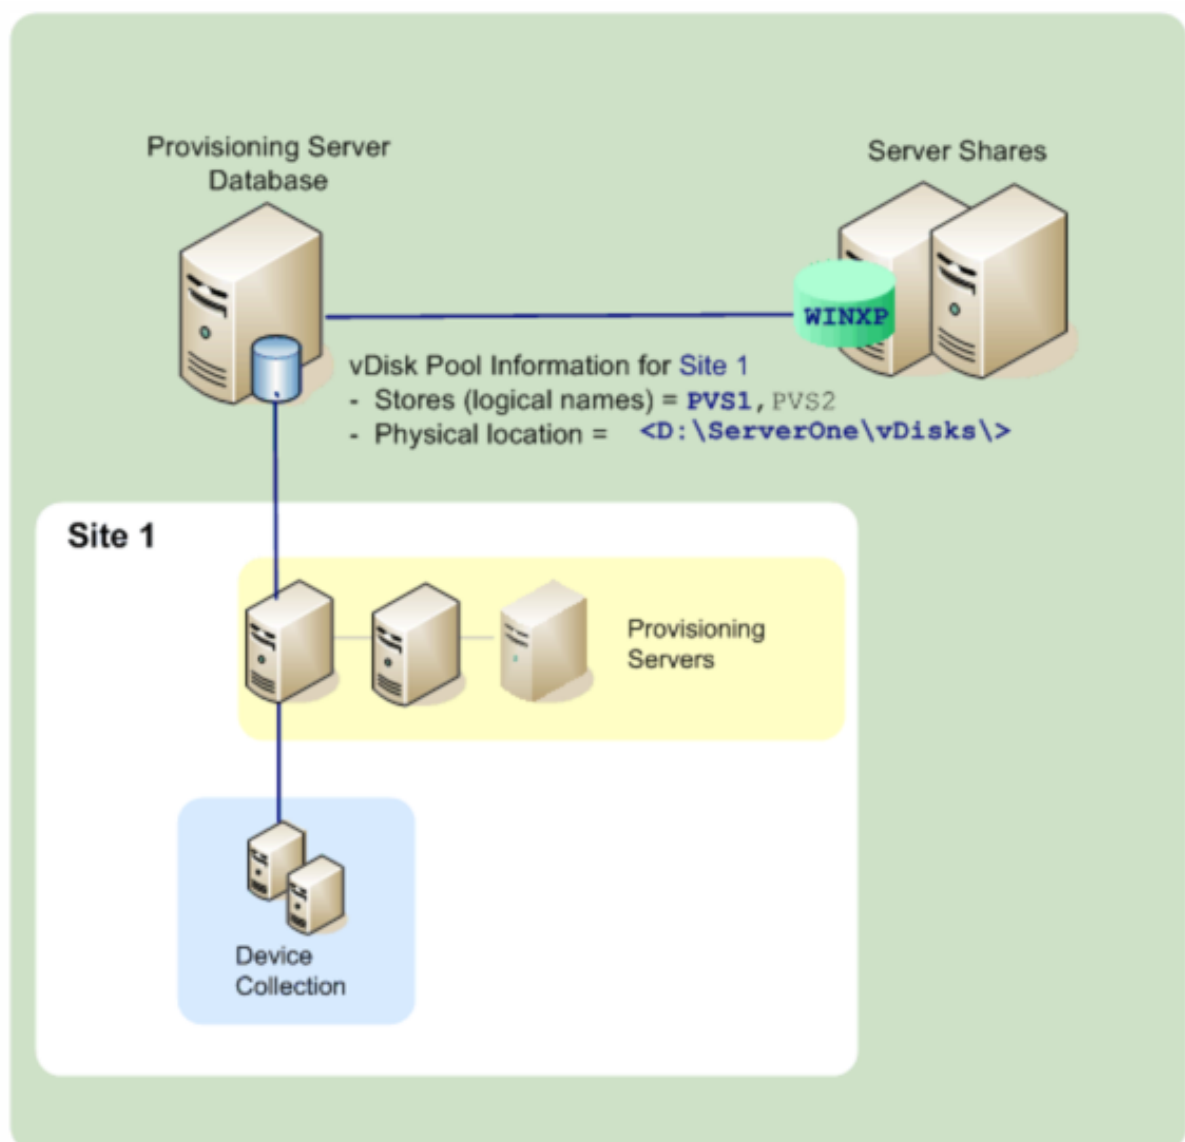 Provisioning Server
Database
Server Shares
WINXP
vDisk Pool Information for Site 1
- Stores (logical names) = PVS1, PVS2
- Physical location = <D:\ServerOne\vDisks\>
Site 1
Provisioning
Servers
Device
Collection